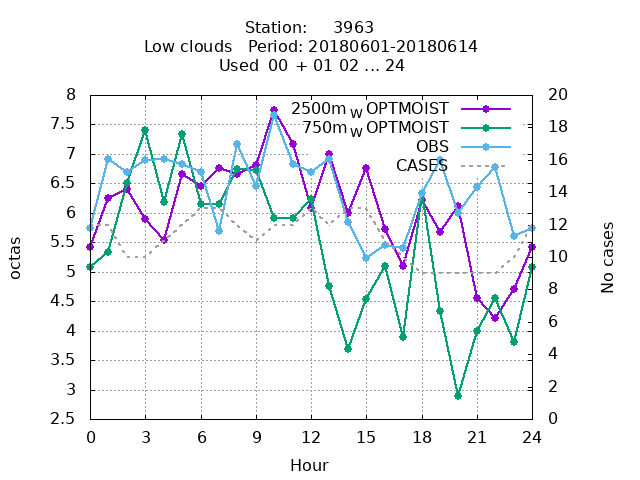 Station: 3963
Low clouds Period: 20180601-20180614
Used 00 + 01 02 ... 24
2500m_W OPTMOIST
750m_W OPTMOIST
OBS
CASES
8
7.5
7
6.5
6
5.5
5
4.5
4
3.5
3
2.5
octas
20
18
16
14
12
10
8
6
4
2
0
No cases
0 3 6 9 12 15 18 21 24
Hour